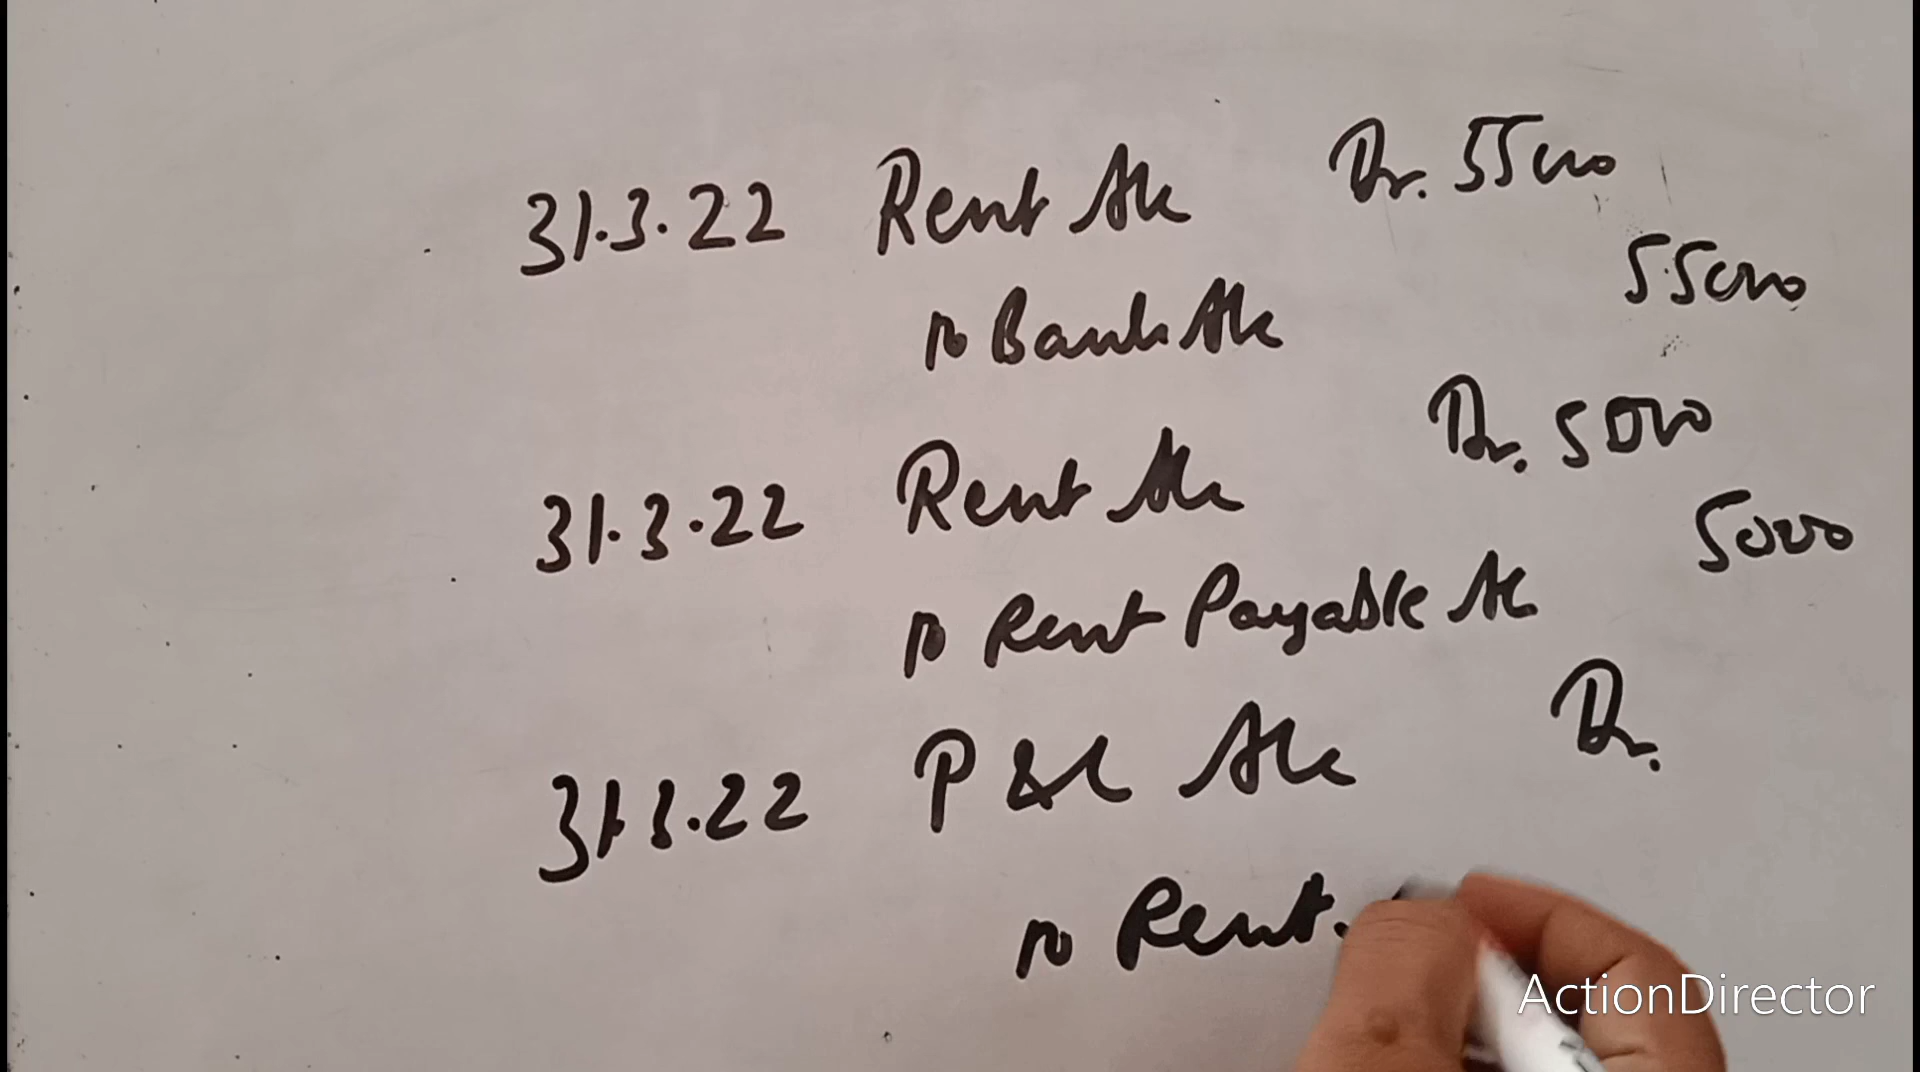 31.3.22 Rent A/c Dr. 55000
To Bank A/c 55000
31.3.22 Rent A/c Dr. 5000
To Rent Payable A/c 5000
31.3.22 P & L A/c Dr.
To Rent
ActionDirector